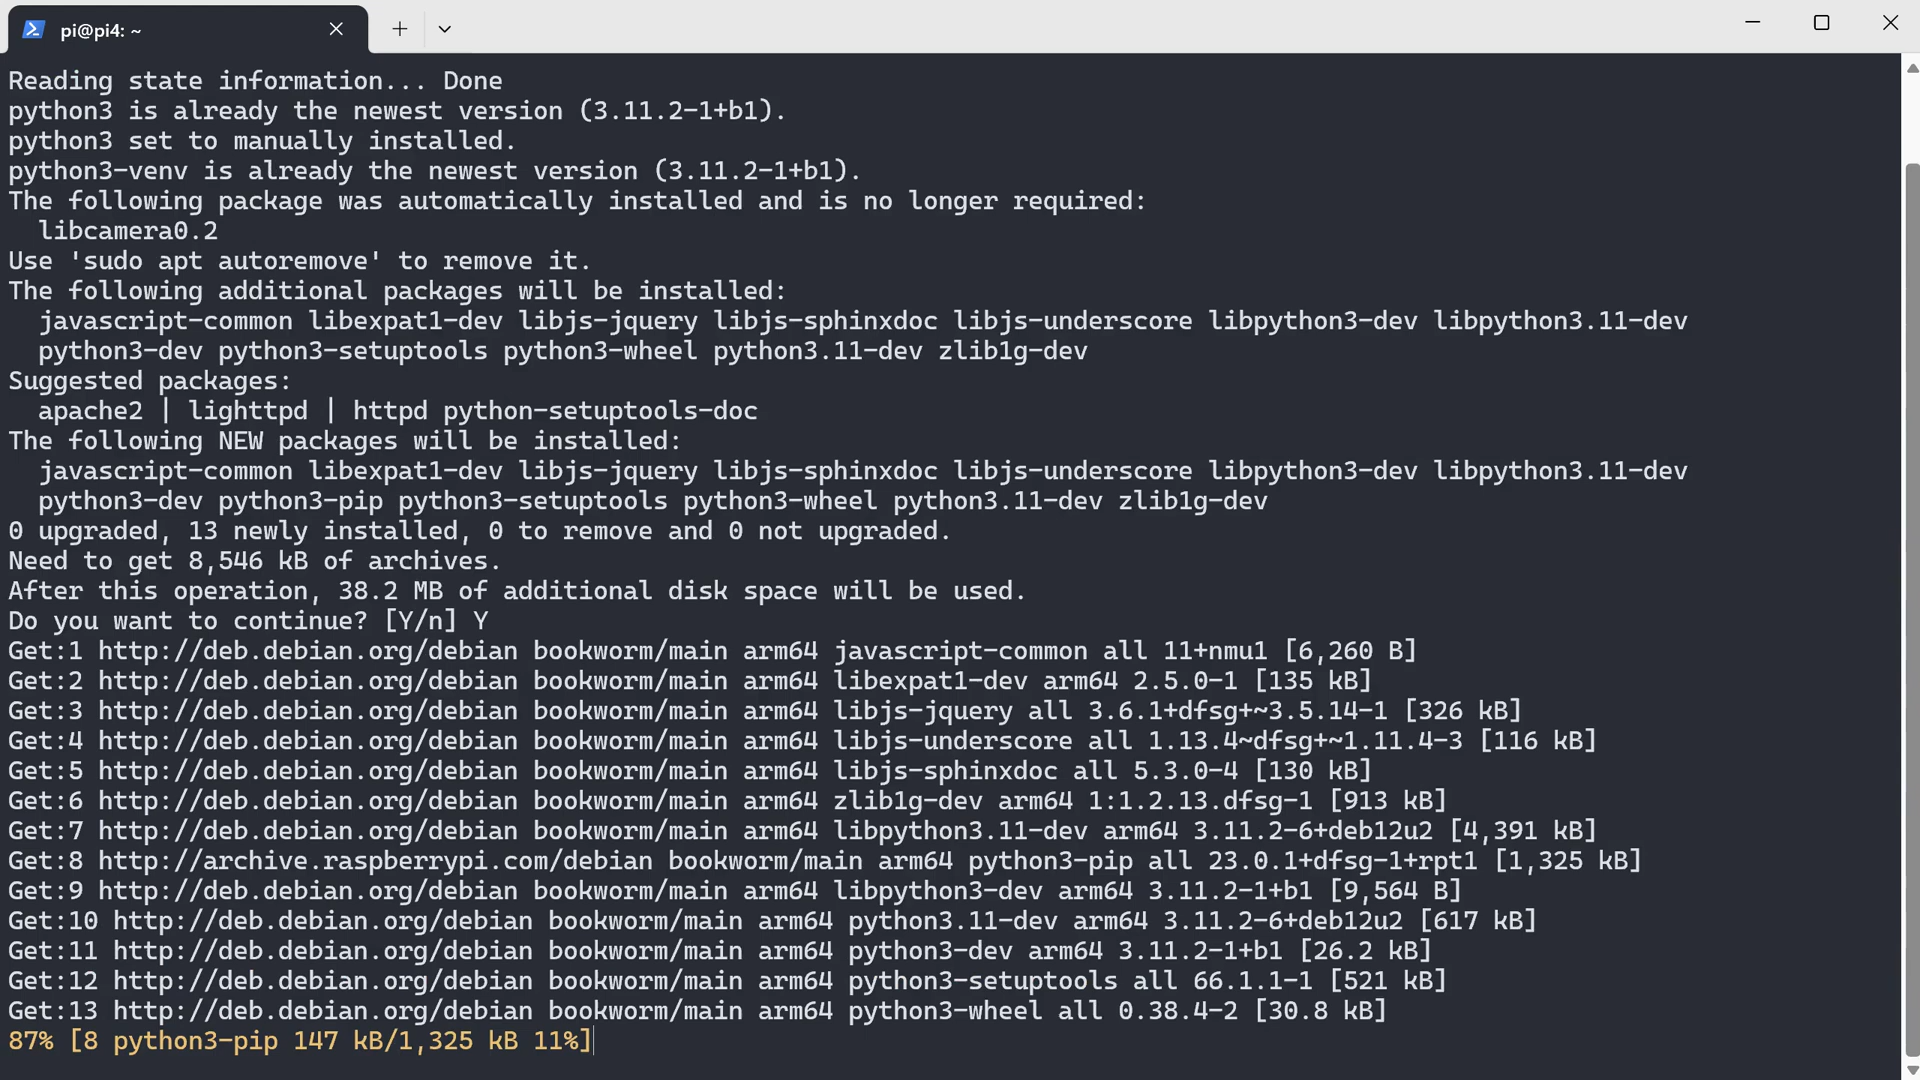 pi@pi4: ~
Reading state information... Done
python3 is already the newest version (3.11.2-1+b1).
python3 set to manually installed.
python3-venv is already the newest version (3.11.2-1+b1).
The following package was automatically installed and is no longer required:
  libcamera0.2
Use 'sudo apt autoremove' to remove it.
The following additional packages will be installed:
  javascript-common libexpat1-dev libjs-jquery libjs-sphinxdoc libjs-underscore libpython3-dev libpython3.11-dev
  python3-dev python3-setuptools python3-wheel python3.11-dev zlib1g-dev
Suggested packages:
  apache2 | lighttpd | httpd python-setuptools-doc
The following NEW packages will be installed:
  javascript-common libexpat1-dev libjs-jquery libjs-sphinxdoc libjs-underscore libpython3-dev libpython3.11-dev
  python3-dev python3-pip python3-setuptools python3-wheel python3.11-dev zlib1g-dev
0 upgraded, 13 newly installed, 0 to remove and 0 not upgraded.
Need to get 8,546 kB of archives.
After this operation, 38.2 MB of additional disk space will be used.
Do you want to continue? [Y/n] Y
Get:1 http://deb.debian.org/debian bookworm/main arm64 javascript-common all 11+nmu1 [6,260 B]
Get:2 http://deb.debian.org/debian bookworm/main arm64 libexpat1-dev arm64 2.5.0-1 [135 kB]
Get:3 http://deb.debian.org/debian bookworm/main arm64 libjs-jquery all 3.6.1+dfsg+~3.5.14-1 [326 kB]
Get:4 http://deb.debian.org/debian bookworm/main arm64 libjs-underscore all 1.13.4~dfsg+~1.11.4-3 [116 kB]
Get:5 http://deb.debian.org/debian bookworm/main arm64 libjs-sphinxdoc all 5.3.0-4 [130 kB]
Get:6 http://deb.debian.org/debian bookworm/main arm64 zlib1g-dev arm64 1:1.2.13.dfsg-1 [913 kB]
Get:7 http://deb.debian.org/debian bookworm/main arm64 libpython3.11-dev arm64 3.11.2-6+deb12u2 [4,391 kB]
Get:8 http://archive.raspberrypi.com/debian bookworm/main arm64 python3-pip all 23.0.1+dfsg-1+rpt1 [1,325 kB]
Get:9 http://deb.debian.org/debian bookworm/main arm64 libpython3-dev arm64 3.11.2-1+b1 [9,564 B]
Get:10 http://deb.debian.org/debian bookworm/main arm64 python3.11-dev arm64 3.11.2-6+deb12u2 [617 kB]
Get:11 http://deb.debian.org/debian bookworm/main arm64 python3-dev arm64 3.11.2-1+b1 [26.2 kB]
Get:12 http://deb.debian.org/debian bookworm/main arm64 python3-setuptools all 66.1.1-1 [521 kB]
Get:13 http://deb.debian.org/debian bookworm/main arm64 python3-wheel all 0.38.4-2 [30.8 kB]
87% [8 python3-pip 147 kB/1,325 kB 11%]